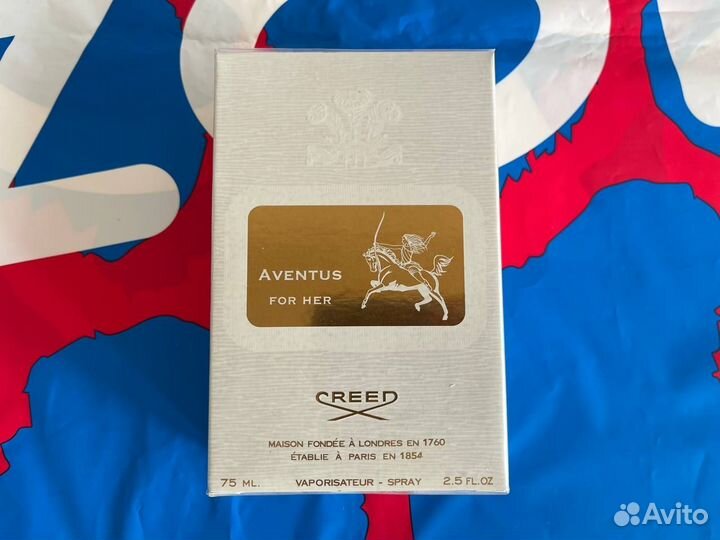 AVENTUS
FOR HER
CREED
MAISON FONDÉE À LONDRES EN 1760
ÉTABLIE À PARIS EN 1854
75 ML. VAPORISATEUR - SPRAY 2.5 FL.OZ
Avito